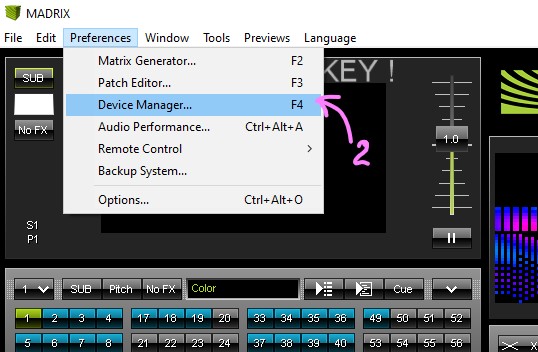 MADRIX
File Edit Preferences Window Tools Previews Language
Matrix Generator... F2
KEY !
Patch Editor... F3
SUB
Device Manager... F4
Audio Performance... Ctrl+Alt+A
No FX
1.0
Remote Control
2
Backup System...
Options... Ctrl+Alt+O
S1
P1
1 SUB Pitch No FX Color Cue
1 2 3 4 17 18 19 20 33 34 35 36 49 50 51 52
5 6 7 8 21 22 23 24 37 38 39 40 53 54 55 56
X